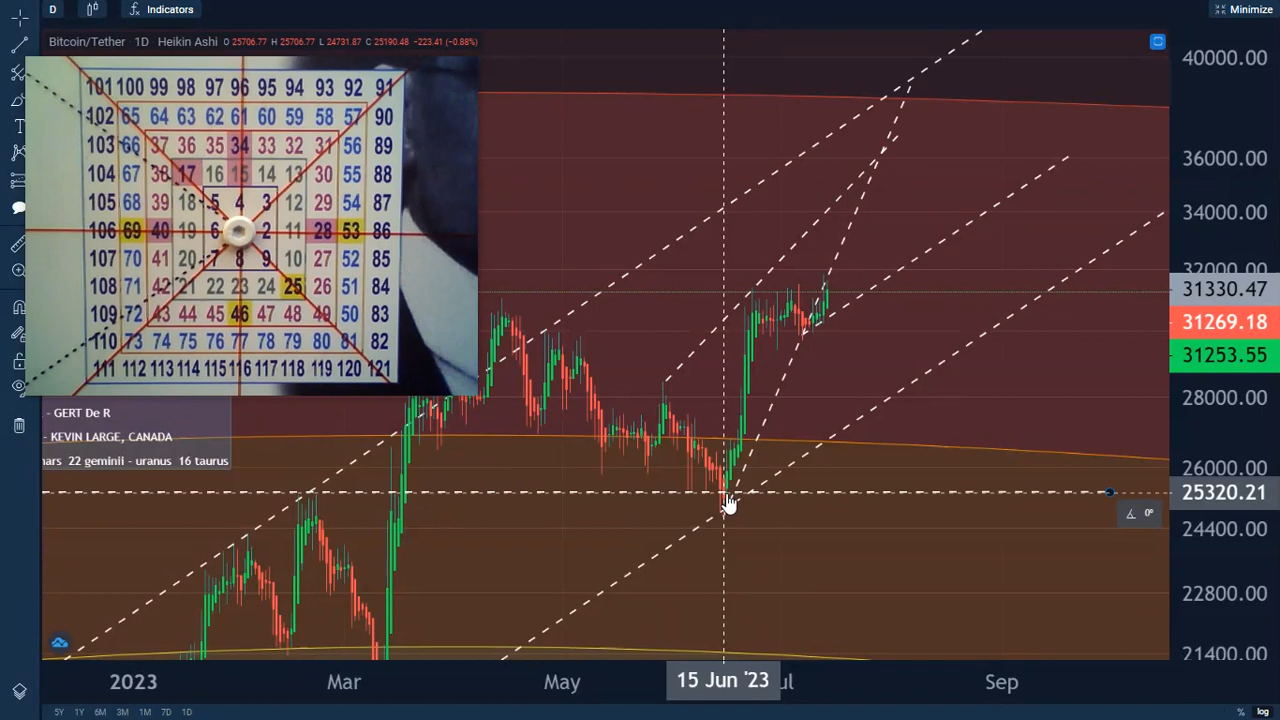 D Indicators Minimize
Bitcoin/Tether · 1D Heikin Ashi O 25706.77 H 25706.77 L 24731.87 C 25190.48 -223.41 (-0.88%)
101 100 99 98 97 96 95 94 93 92 91
102 65 64 63 62 61 60 59 58 57 90
103 66 37 36 35 34 33 32 31 56 89
104 67 38 17 16 15 14 13 30 55 88
105 68 39 18 5 4 3 12 29 54 87
106 69 40 19 6 2 11 28 53 86
107 70 41 20 7 8 9 10 27 52 85
108 71 42 21 22 23 24 25 26 51 84
109 72 43 44 45 46 47 48 49 50 83
110 73 74 75 76 77 78 79 80 81 82
111 112 113 114 115 116 117 118 119 120 121
- GERT De R
- KEVIN LARGE, CANADA
mars 22 geminii - uranus 16 taurus
40000.00
36000.00
34000.00
32000.00
31330.47
31269.18
31253.55
28000.00
26000.00
25320.21
0°
24400.00
22800.00
21400.00
2023 Mar May 15 Jun '23 ul Sep
5Y 1Y 6M 3M 1M 7D 1D % log